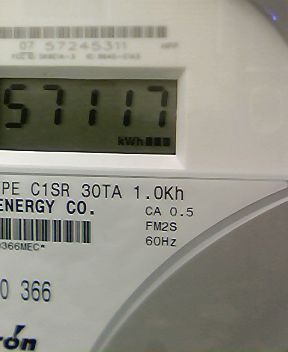 07 57245311
57117
kWh
PE C1SR 30TA 1.0Kh
ENERGY CO.
CA 0.5
FM2S
60Hz
366MEC*
0 366
rón